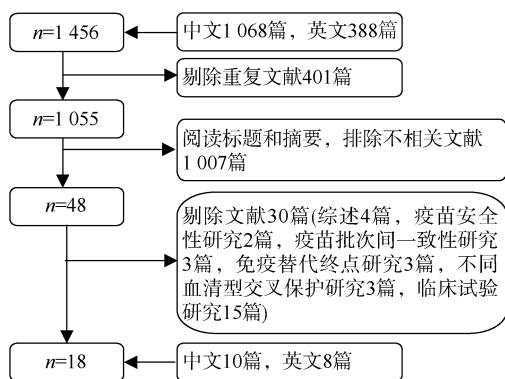 n=1 456
中文1 068篇，英文388篇
剔除重复文献401篇
n=1 055
阅读标题和摘要，排除不相关文献
1 007篇
n=48
剔除文献30篇(综述4篇，疫苗安全
性研究2篇，疫苗批次间一致性研究
3篇，免疫替代终点研究3篇，不同
血清型交叉保护研究3篇，临床试验
研究15篇)
n=18
中文10篇，英文8篇